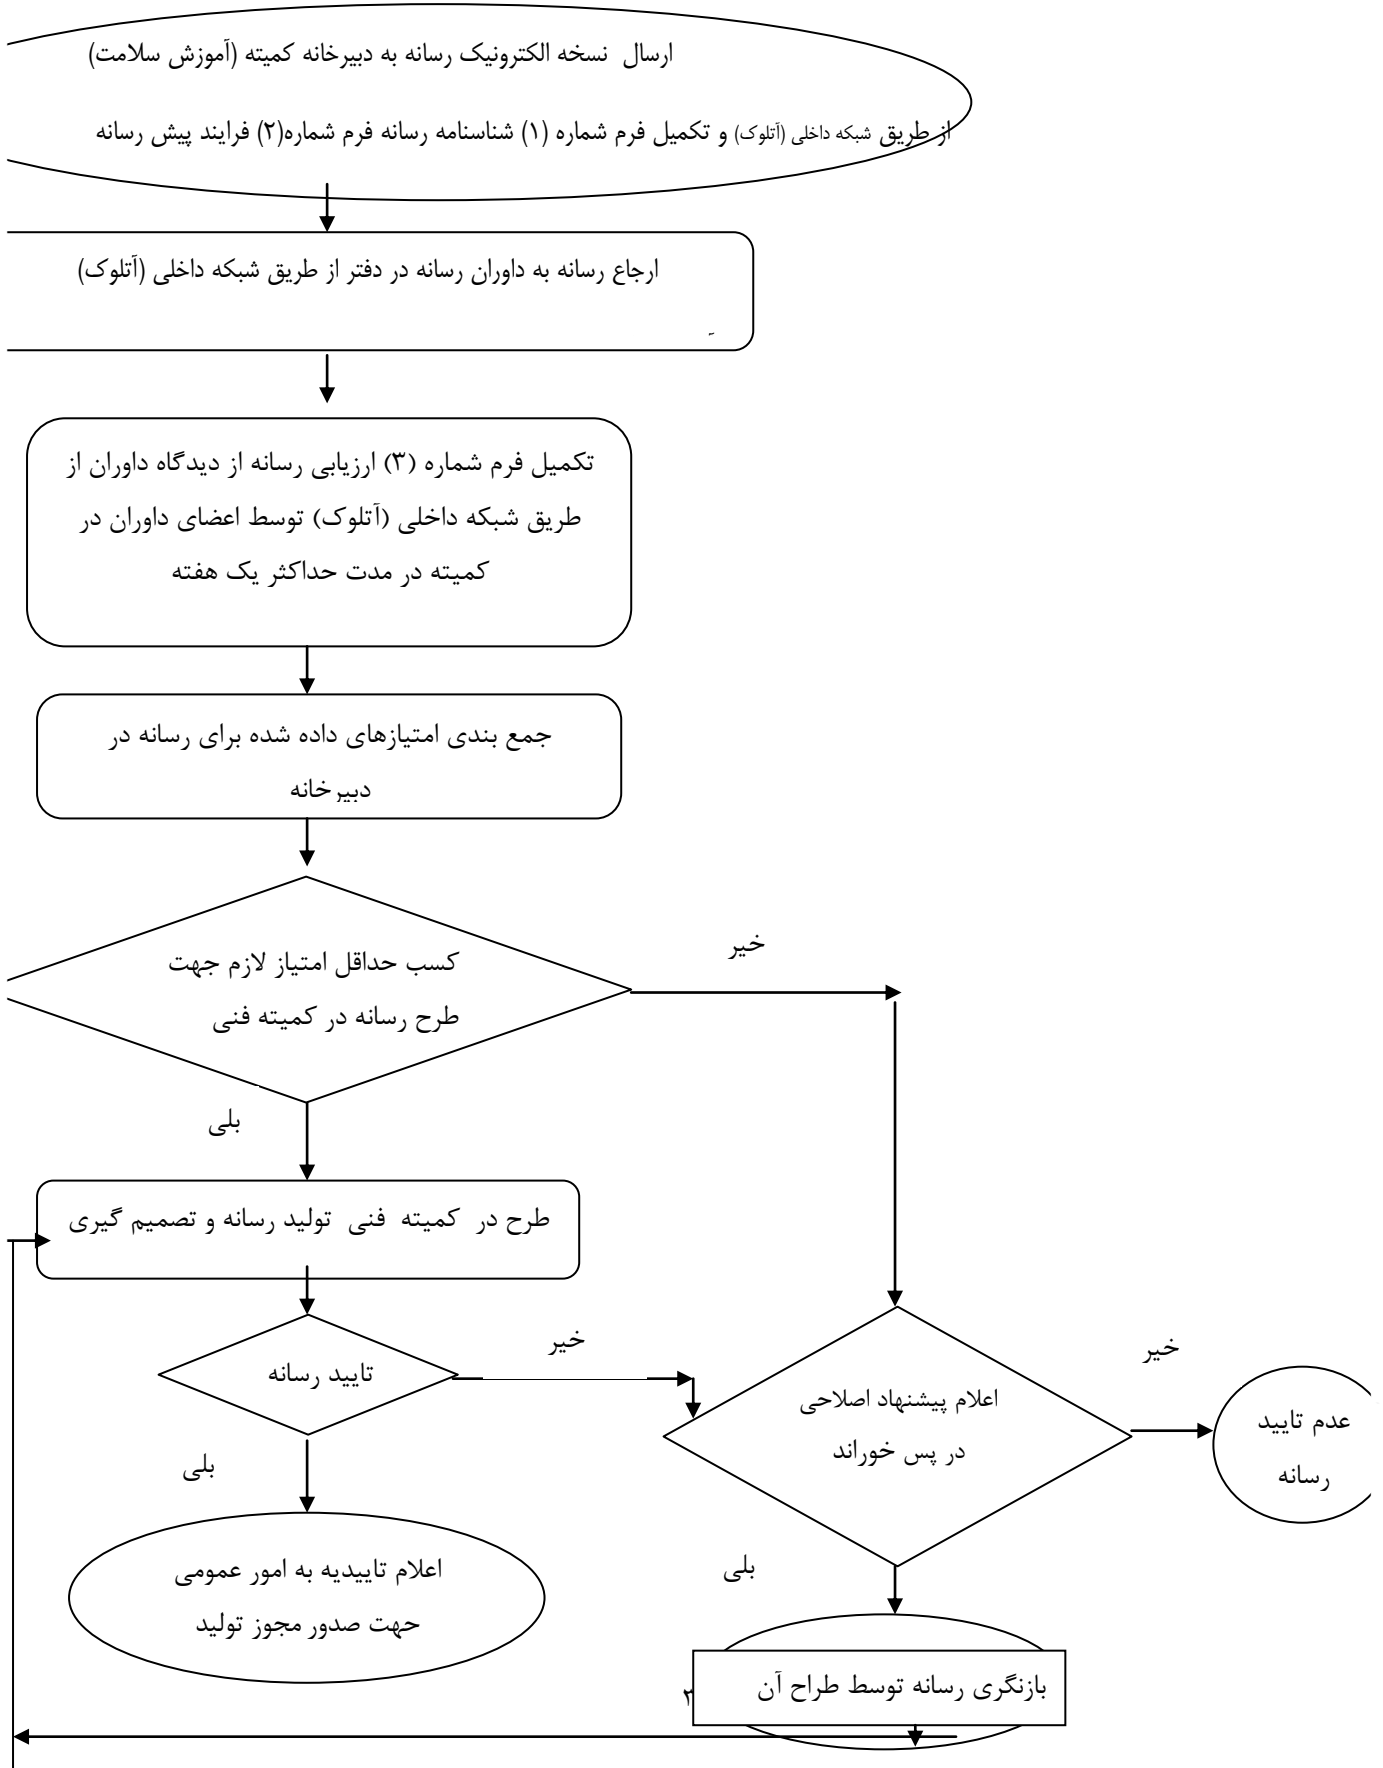 ارسال نسخه الکترونیک رسانه به دبیرخانه کمیته (آموزش سلامت)
از طریق شبکه داخلی (آتلوک) و تکمیل فرم شماره (۱) شناسنامه رسانه فرم شماره(۲) فرایند پیش رسانه
ارجاع رسانه به داوران رسانه در دفتر از طریق شبکه داخلی (آتلوک)
تکمیل فرم شماره (۳) ارزیابی رسانه از دیدگاه داوران از
طریق شبکه داخلی (آتلوک) توسط اعضای داوران در
کمیته در مدت حداکثر یک هفته
جمع بندی امتیازهای داده شده برای رسانه در
دبیرخانه
خیر
کسب حداقل امتیاز لازم جهت
طرح رسانه در کمیته فنی
بلی
طرح در کمیته فنی تولید رسانه و تصمیم گیری
خیر
خیر
تایید رسانه
اعلام پیشنهاد اصلاحی
در پس خوراند
عدم تایید
رسانه
بلی
بلی
اعلام تاییدیه به امور عمومی
جهت صدور مجوز تولید
بازنگری رسانه توسط طراح آن